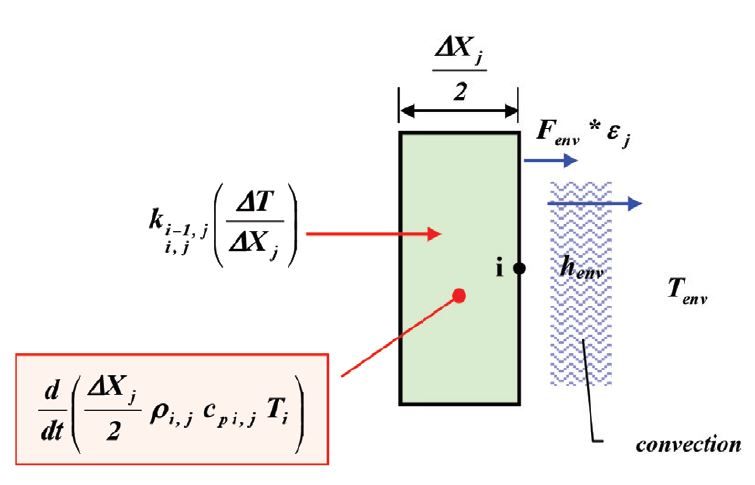 ΔX_j / 2
F_env * ε_j
k_{i-1,j / i,j} (ΔT / ΔX_j)
i
h_env
T_env
d/dt (ΔX_j / 2 ρ_{i,j} c_{p i,j} T_i)
convection